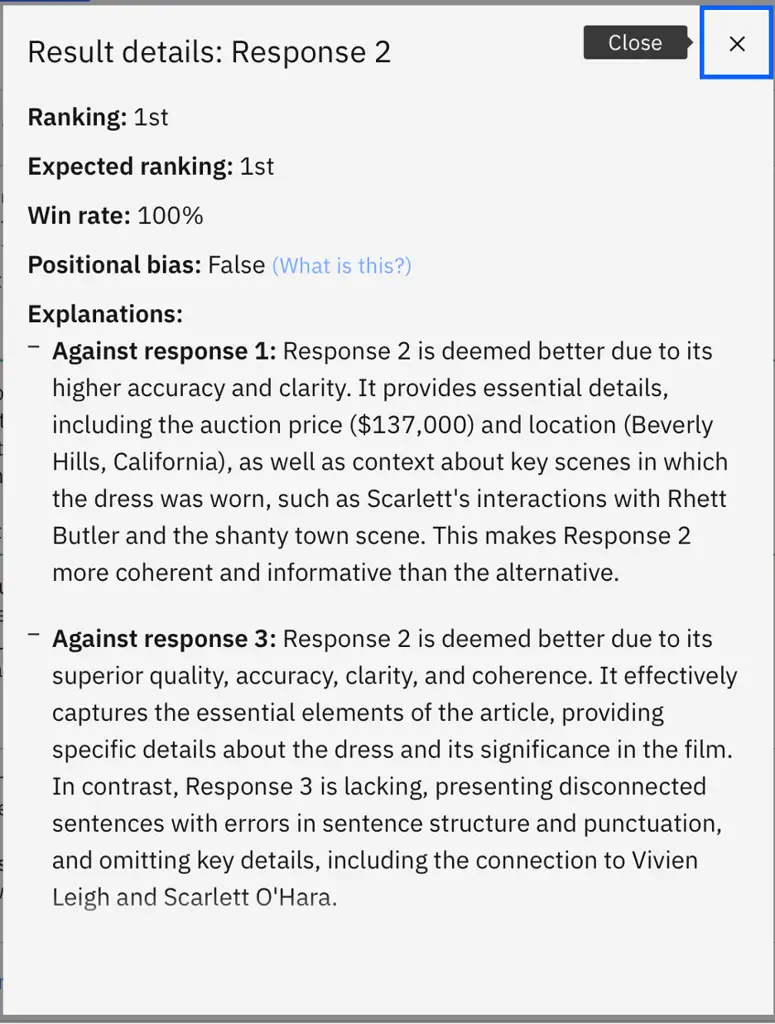 Result details: Response 2
Close
Ranking: 1st
Expected ranking: 1st
Win rate: 100%
Positional bias: False (What is this?)
Explanations:
– Against response 1: Response 2 is deemed better due to its
higher accuracy and clarity. It provides essential details,
including the auction price ($137,000) and location (Beverly
Hills, California), as well as context about key scenes in which
the dress was worn, such as Scarlett's interactions with Rhett
Butler and the shanty town scene. This makes Response 2
more coherent and informative than the alternative.
– Against response 3: Response 2 is deemed better due to its
superior quality, accuracy, clarity, and coherence. It effectively
captures the essential elements of the article, providing
specific details about the dress and its significance in the film.
In contrast, Response 3 is lacking, presenting disconnected
sentences with errors in sentence structure and punctuation,
and omitting key details, including the connection to Vivien
Leigh and Scarlett O'Hara.